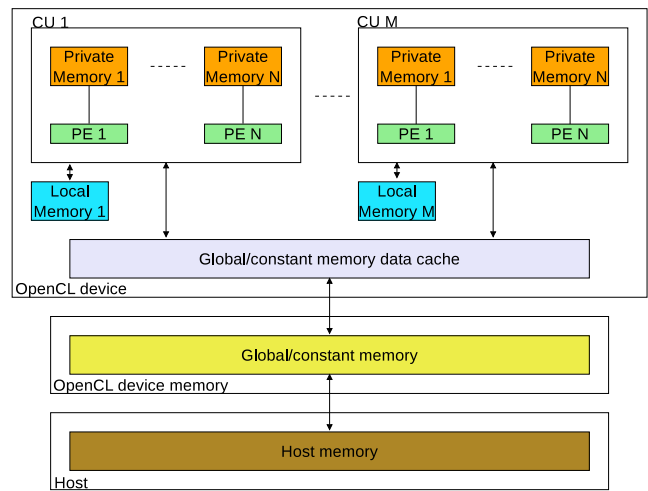 CU 1
CU M
Private
Memory 1
-----
Private
Memory N
-----
Private
Memory 1
-----
Private
Memory N
PE 1
PE N
PE 1
PE N
Local
Memory 1
Local
Memory M
Global/constant memory data cache
OpenCL device
Global/constant memory
OpenCL device memory
Host memory
Host